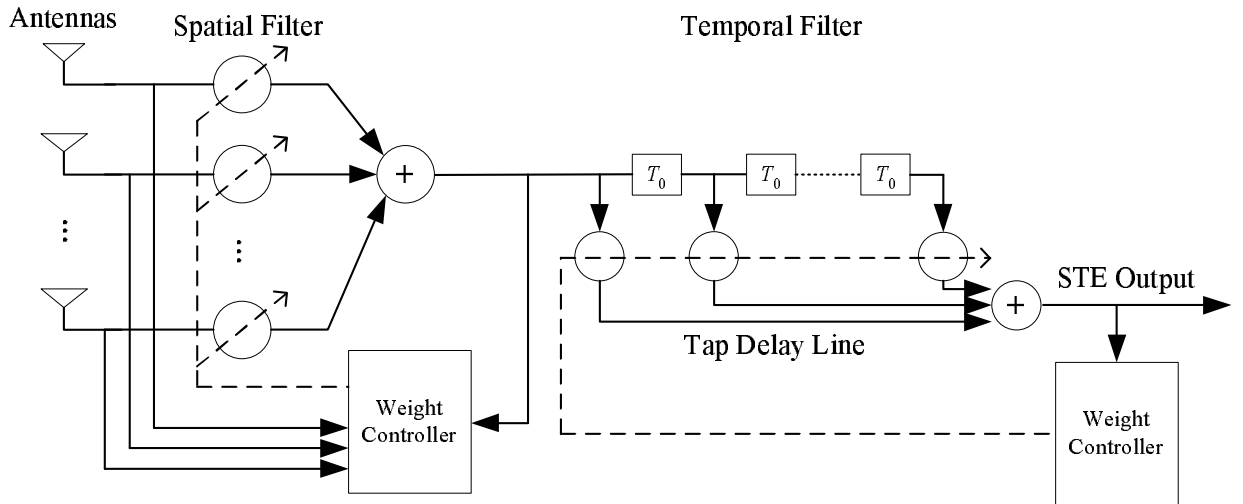 Antennas
Spatial Filter
Temporal Filter
...
...
+
T0
T0
T0
+
STE Output
Tap Delay Line
Weight
Controller
Weight
Controller